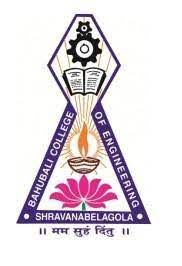 BAHUBALI COLLEGE
OF ENGINEERING
SHRAVANABELAGOLA
॥ मम सुहं दिंतु ॥